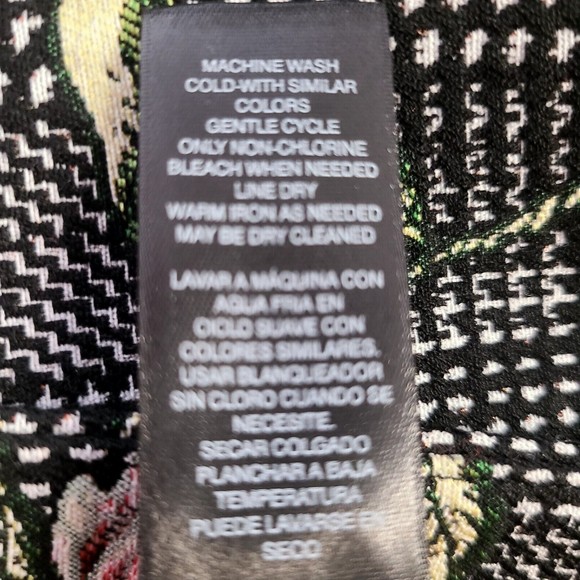 MACHINE WASH
COLD-WITH SIMILAR
COLORS
GENTLE CYCLE
ONLY NON-CHLORINE
BLEACH WHEN NEEDED
LINE DRY
WARM IRON AS NEEDED
MAY BE DRY CLEANED
LAVAR A MÁQUINA CON
AGUA FRIA EN
CICLO SUAVE CON
COLORES SIMILARES.
USAR BLANQUEADOR
SIN CLORO CUANDO SE
NECESITE.
SECAR COLGADO
PLANCHAR A BAJA
TEMPERATURA
PUEDE LAVARSE EN
SECO